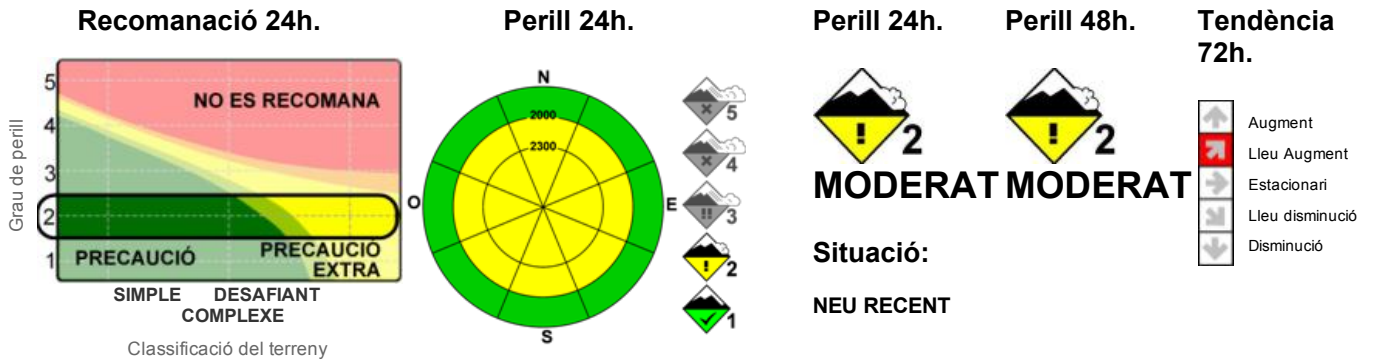 Recomanació 24h.
Perill 24h.
Perill 24h.
Perill 48h.
Tendència
72h.
Grau de perill
5
4
3
2
1
NO ES RECOMANA
PRECAUCIÓ
PRECAUCIÓ
EXTRA
SIMPLE DESAFIANT
COMPLEXE
Classificació del terreny
N
2000
2300
O
E
S
5
4
3
2
1
2
MODERAT
2
MODERAT
Situació:
NEU RECENT
Augment
Lleu Augment
Estacionari
Lleu disminució
Disminució